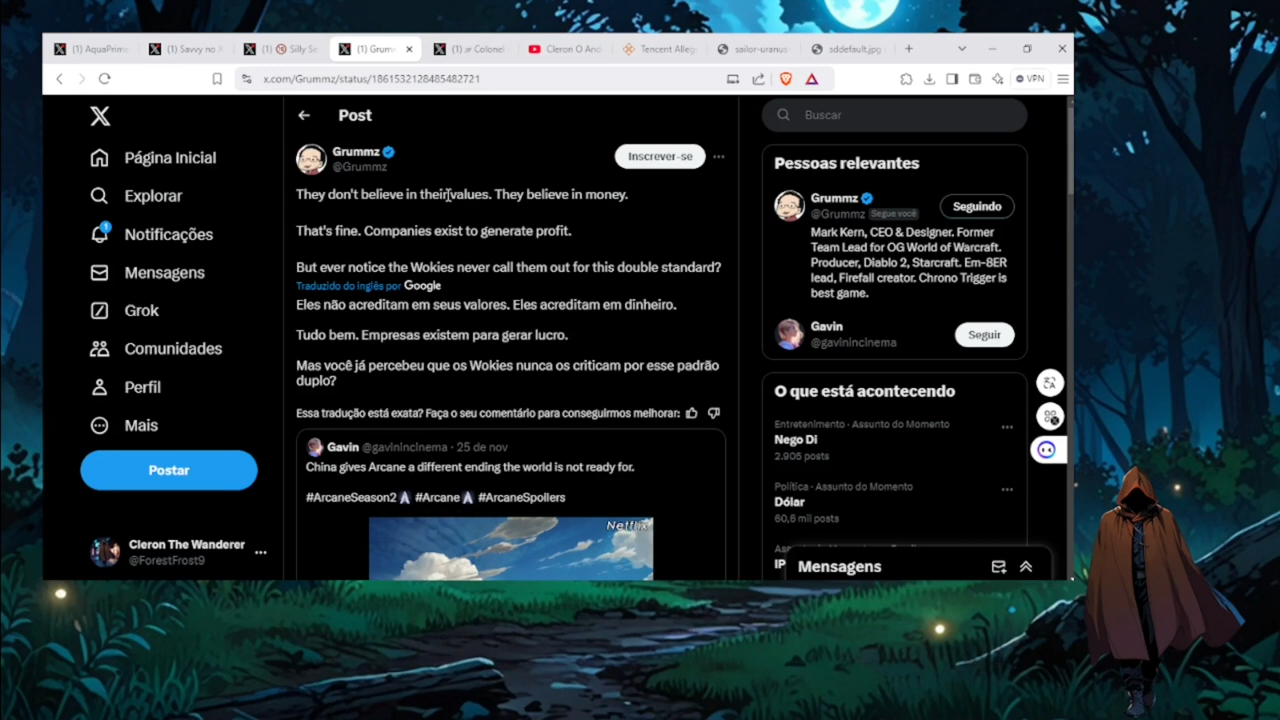 (1) AquaPrime
(1) Savvy no X
(1) Silly Se
(1) Grum
(1) Colonel
Cleron O And
Tencent Alleg
sailor-uranus
sddefault.jpg
x.com/Grummz/status/1861532128485482721
VPN
Post
Buscar
Página Inicial
Explorar
1
Notificações
Mensagens
Grok
Comunidades
Perfil
Mais
Postar
Cleron The Wanderer
@ForestFrost9
Grummz
@Grummz
Inscrever-se
They don't believe in their values. They believe in money.
That's fine. Companies exist to generate profit.
But ever notice the Wokies never call them out for this double standard?
Traduzido do inglês por Google
Eles não acreditam em seus valores. Eles acreditam em dinheiro.
Tudo bem. Empresas existem para gerar lucro.
Mas você já percebeu que os Wokies nunca os criticam por esse padrão
duplo?
Essa tradução está exata? Faça o seu comentário para conseguirmos melhorar:
Gavin @gavinincinema · 25 de nov
China gives Arcane a different ending the world is not ready for.
#ArcaneSeason2 #Arcane #ArcaneSpoilers
Netflix
Pessoas relevantes
Grummz
@Grummz Segue você
Seguindo
Mark Kern, CEO & Designer. Former
Team Lead for OG World of Warcraft.
Producer, Diablo 2, Starcraft. Em-8ER
lead, Firefall creator. Chrono Trigger is
best game.
Gavin
@gavinincinema
Seguir
O que está acontecendo
Entretenimento · Assunto do Momento
Nego Di
2.905 posts
Política · Assunto do Momento
Dólar
60,6 mil posts
Mensagens